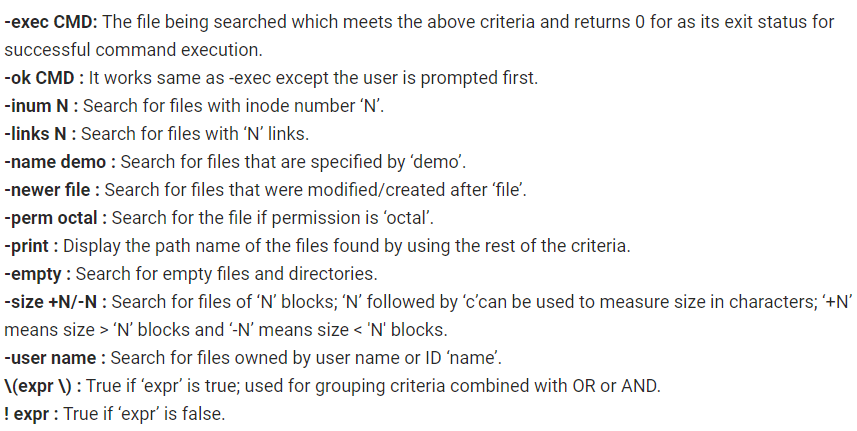 -exec CMD: The file being searched which meets the above criteria and returns 0 for as its exit status for
successful command execution.
-ok CMD : It works same as -exec except the user is prompted first.
-inum N : Search for files with inode number ‘N’.
-links N : Search for files with ‘N’ links.
-name demo : Search for files that are specified by ‘demo’.
-newer file : Search for files that were modified/created after ‘file’.
-perm octal : Search for the file if permission is ‘octal’.
-print : Display the path name of the files found by using the rest of the criteria.
-empty : Search for empty files and directories.
-size +N/-N : Search for files of ‘N’ blocks; ‘N’ followed by ‘c’can be used to measure size in characters; ‘+N’
means size > ‘N’ blocks and ‘-N’ means size < 'N' blocks.
-user name : Search for files owned by user name or ID ‘name’.
\(expr \) : True if ‘expr’ is true; used for grouping criteria combined with OR or AND.
! expr : True if ‘expr’ is false.